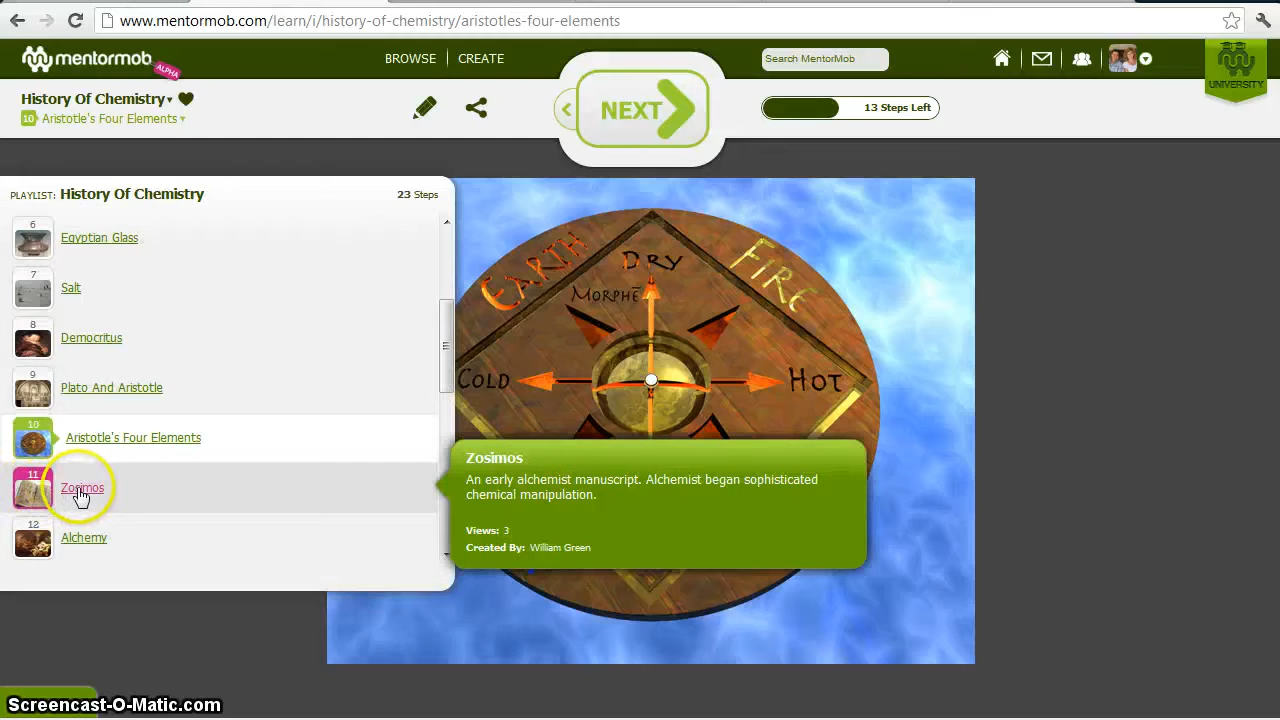 www.mentormob.com/learn/i/history-of-chemistry/aristotles-four-elements
mentormob
ALPHA
BROWSE
CREATE
NEXT
Search MentorMob
UNIVERSITY
History Of Chemistry
10 Aristotle's Four Elements
13 Steps Left
PLAYLIST: History Of Chemistry
23 Steps
6
Egyptian Glass
7
Salt
8
Democritus
9
Plato And Aristotle
10
Aristotle's Four Elements
11
Zosimos
12
Alchemy
EARTH
DRY
FIRE
MORPHĒ
COLD
HOT
Zosimos
An early alchemist manuscript. Alchemist began sophisticated
chemical manipulation.
Views: 3
Created By: William Green
Screencast-O-Matic.com